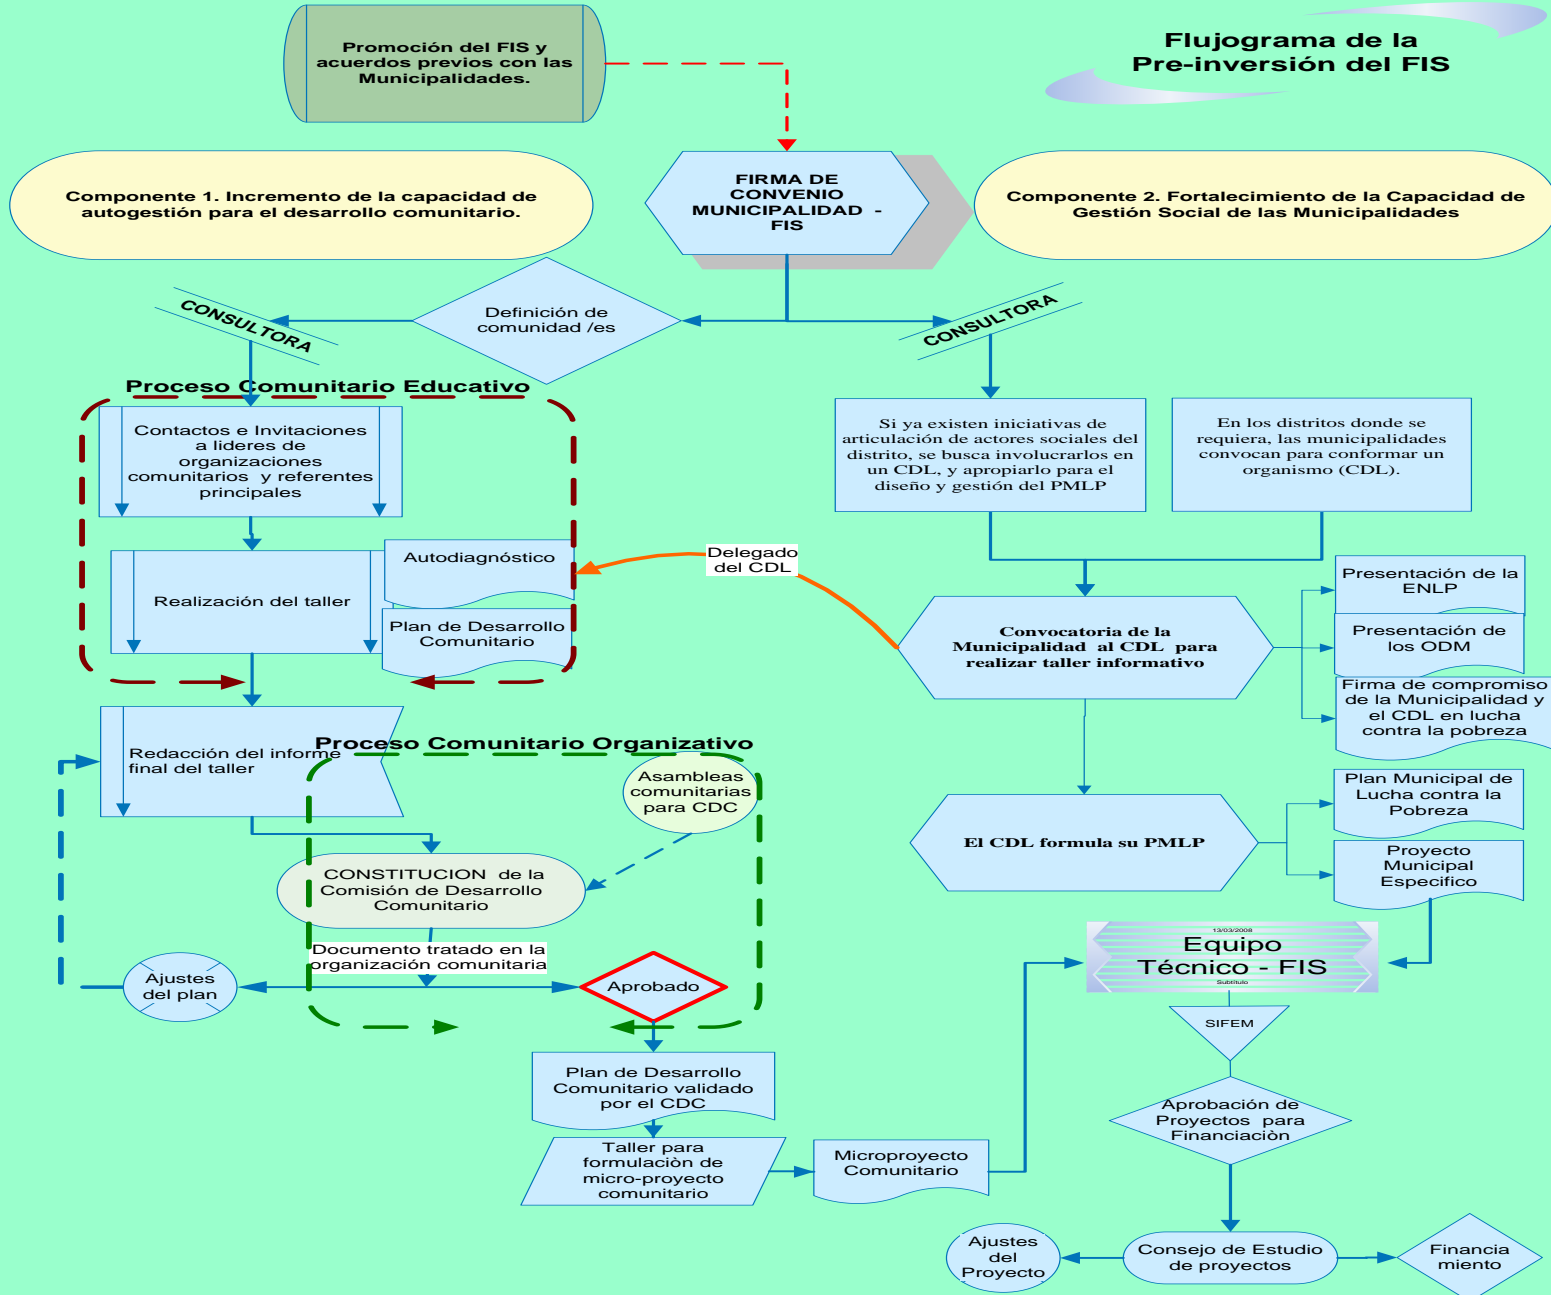 Promoción del FIS y
acuerdos previos con las
Municipalidades.
Flujograma de la
Pre-inversión del FIS
Componente 1. Incremento de la capacidad de
autogestión para el desarrollo comunitario.
FIRMA DE
CONVENIO
MUNICIPALIDAD -
FIS
Componente 2. Fortalecimiento de la Capacidad de
Gestión Social de las Municipalidades
CONSULTORA
Definición de
comunidad /es
CONSULTORA
Proceso Comunitario Educativo
Contactos e Invitaciones
a lideres de
organizaciones
comunitarios y referentes
principales
Si ya existen iniciativas de
articulación de actores sociales del
distrito, se busca involucrarlos en
un CDL, y apropiarlo para el
diseño y gestión del PMLP
En los distritos donde se
requiera, las municipalidades
convocan para conformar un
organismo (CDL).
Realización del taller
Autodiagnóstico
Plan de Desarrollo
Comunitario
Delegado
del CDL
Convocatoria de la
Municipalidad al CDL para
realizar taller informativo
Presentación de la
ENLP
Presentación de
los ODM
Firma de compromiso
de la Municipalidad y
el CDL en lucha
contra la pobreza
Redacción del informe
final del taller
Proceso Comunitario Organizativo
Asambleas
comunitarias
para CDC
El CDL formula su PMLP
Plan Municipal de
Lucha contra la
Pobreza
Proyecto
Municipal
Especifico
CONSTITUCION de la
Comisión de Desarrollo
Comunitario
Documento tratado en la
organización comunitaria
Ajustes
del plan
Aprobado
13/03/2008
Equipo
Técnico - FIS
Subtítulo
SIFEM
Plan de Desarrollo
Comunitario validado
por el CDC
Taller para
formulaciòn de
micro-proyecto
comunitario
Microproyecto
Comunitario
Aprobación de
Proyectos para
Financiaciòn
Ajustes
del
Proyecto
Consejo de Estudio
de proyectos
Financia
miento